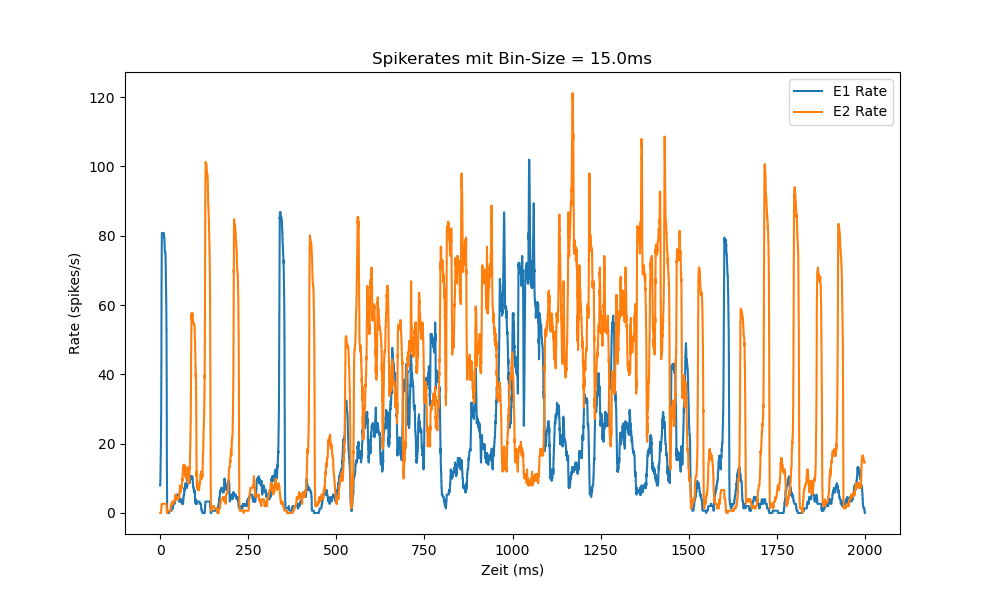 Spikerates mit Bin-Size = 15.0ms
E1 Rate
E2 Rate
Rate (spikes/s)
120
100
80
60
40
20
0
0 250 500 750 1000 1250 1500 1750 2000
Zeit (ms)